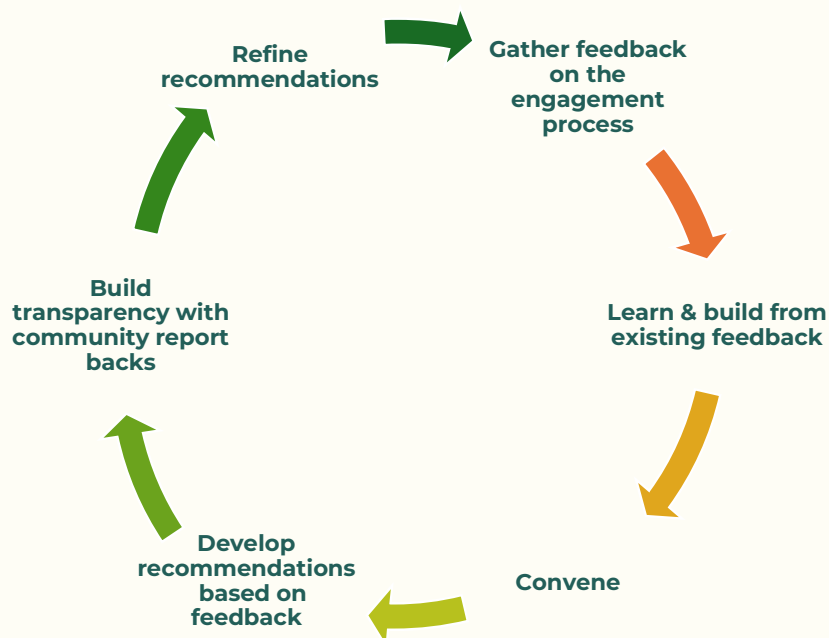 Refine
recommendations
Gather feedback
on the
engagement
process
Learn & build from
existing feedback
Convene
Develop
recommendations
based on
feedback
Build
transparency with
community report
backs